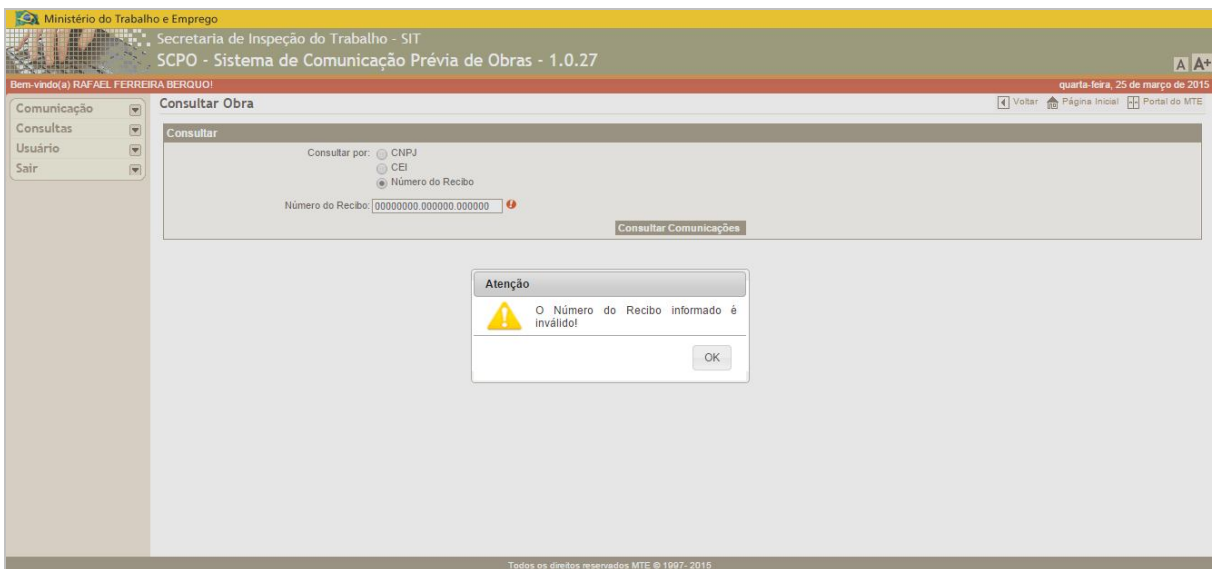 Ministério do Trabalho e Emprego
Secretaria de Inspeção do Trabalho - SIT
SCPO - Sistema de Comunicação Prévia de Obras - 1.0.27
A A+
Bem-vindo(a) RAFAEL FERREIRA BERQUO!
quarta-feira, 25 de março de 2015
Comunicação
Consultas
Usuário
Sair
Consultar Obra
Voltar Página Inicial Portal do MTE
Consultar
Consultar por: CNPJ
CEI
Número do Recibo
Número do Recibo: 00000000.000000.000000
Consultar Comunicações
Atenção
O Número do Recibo informado é
inválido!
OK
Todos os direitos reservados MTE © 1997- 2015